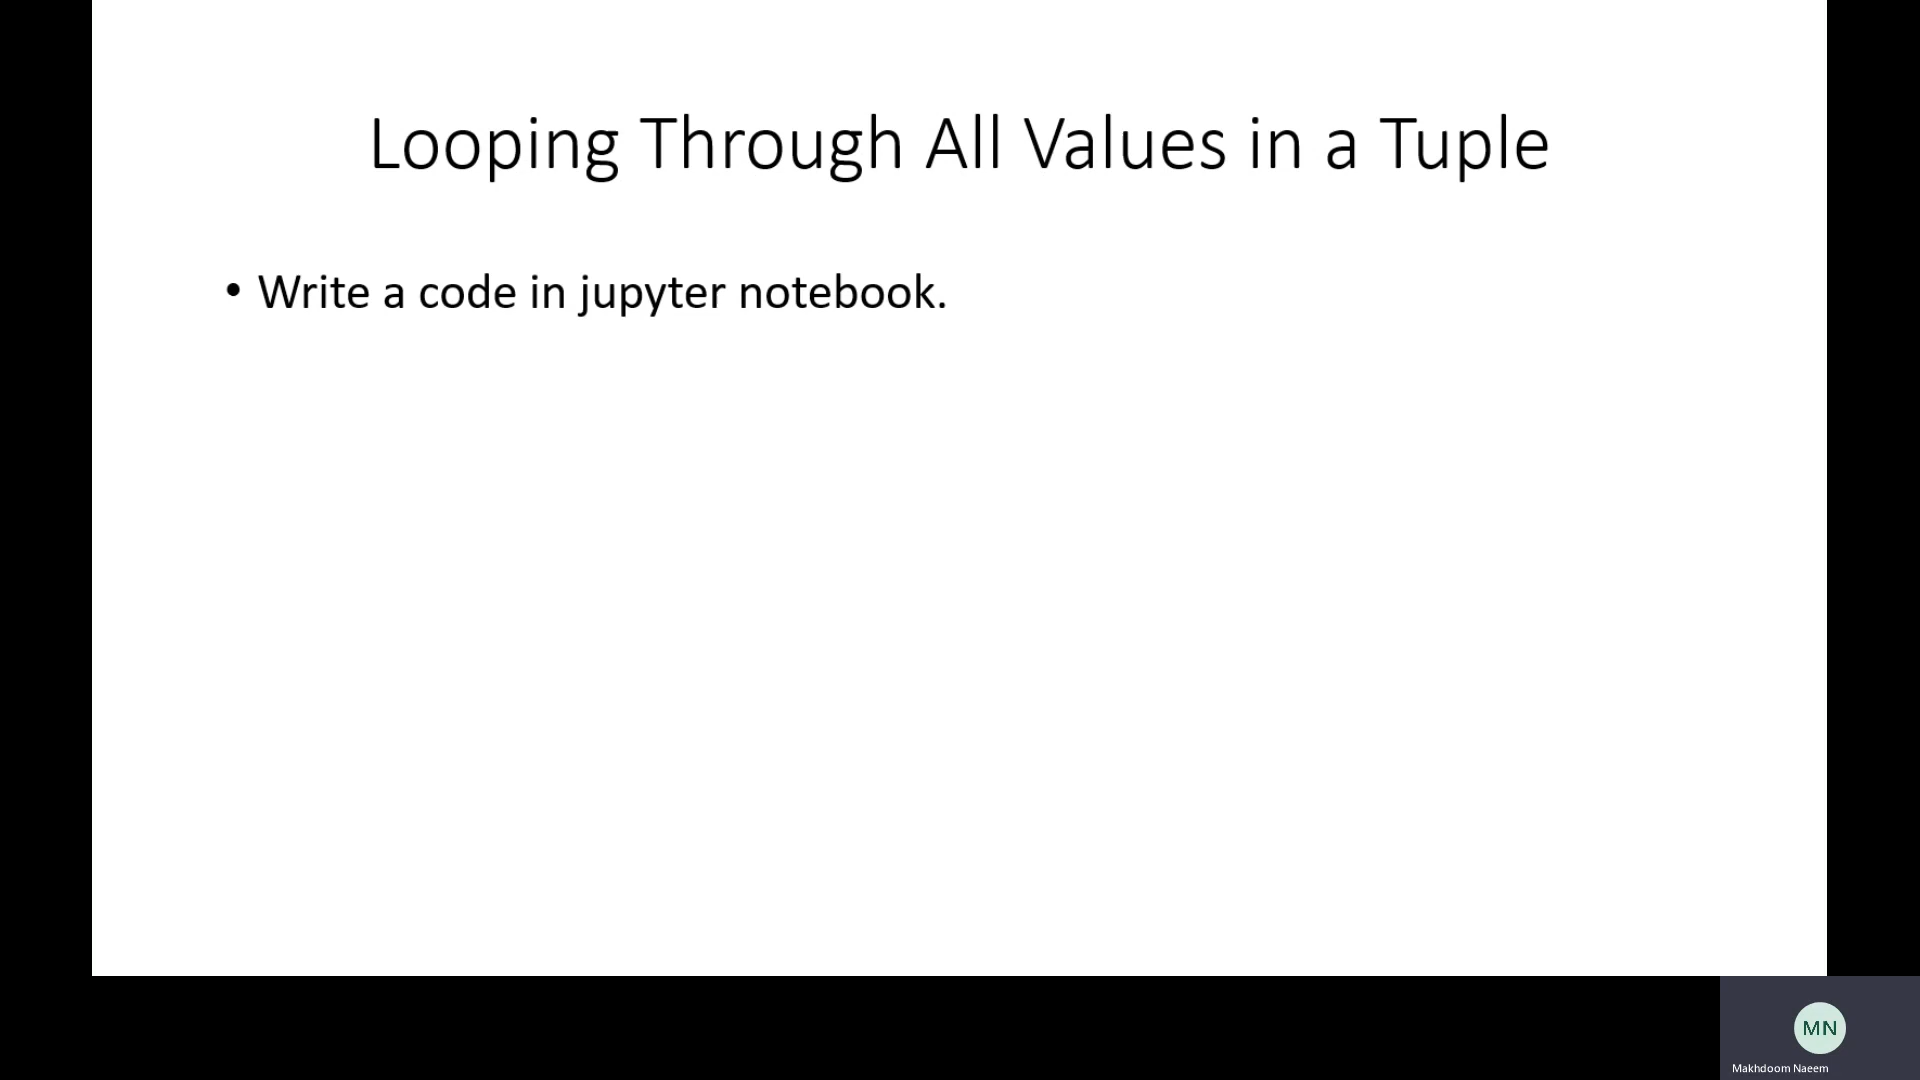 Looping Through All Values in a Tuple
• Write a code in jupyter notebook.
MN
Makhdoom Naeem